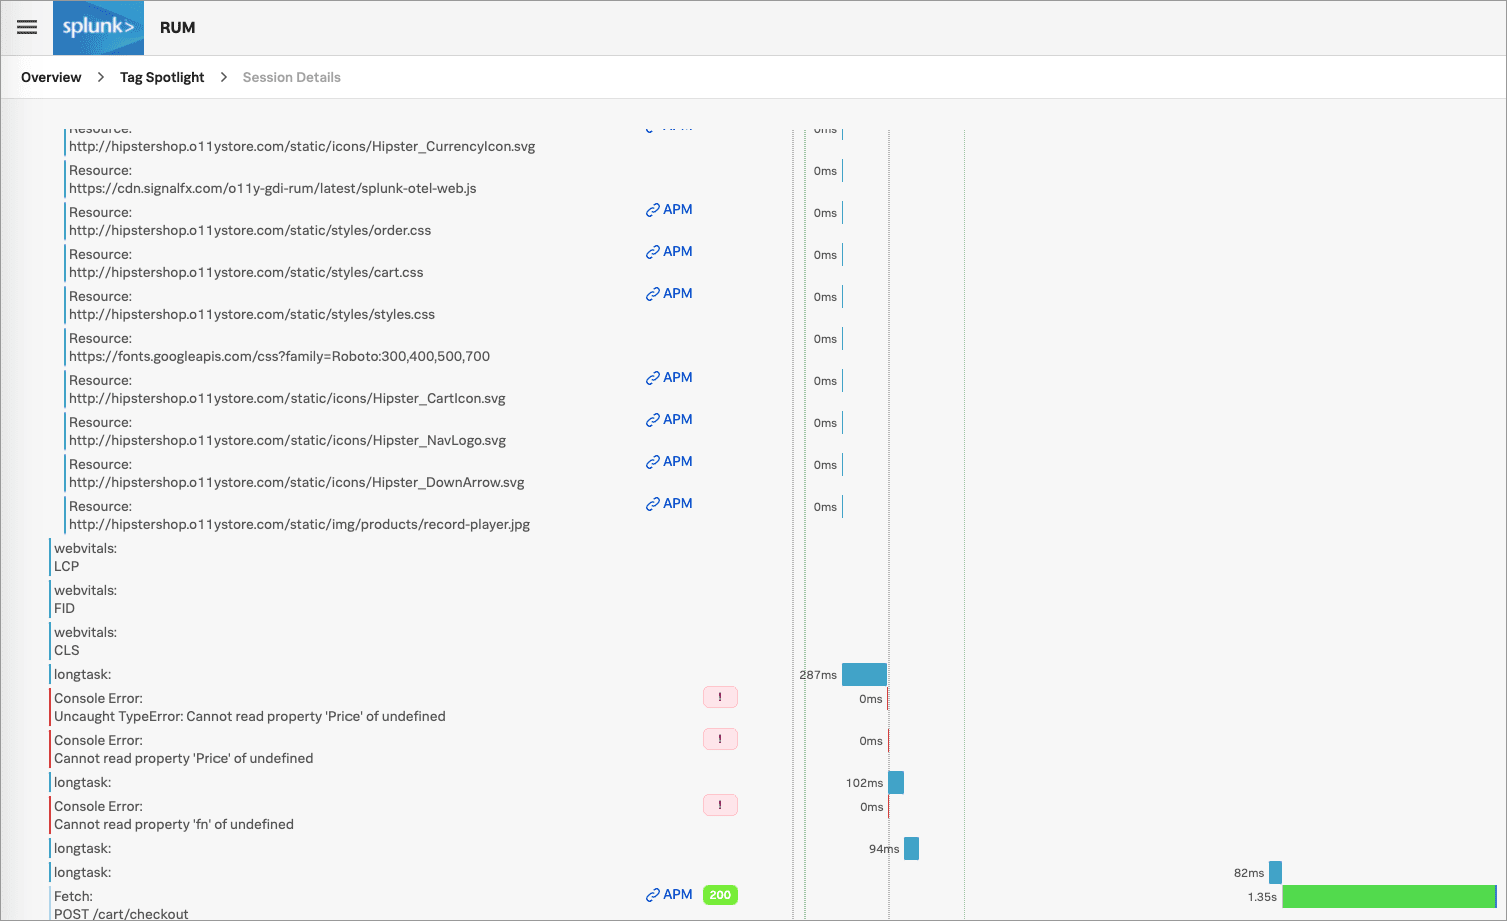 splunk> RUM
Overview > Tag Spotlight > Session Details
Resource: APM 0ms
http://hipstershop.o11ystore.com/static/icons/Hipster_CurrencyIcon.svg
Resource: 0ms
https://cdn.signalfx.com/o11y-gdi-rum/latest/splunk-otel-web.js
Resource: APM 0ms
http://hipstershop.o11ystore.com/static/styles/order.css
Resource: APM 0ms
http://hipstershop.o11ystore.com/static/styles/cart.css
Resource: APM 0ms
http://hipstershop.o11ystore.com/static/styles/styles.css
Resource: 0ms
https://fonts.googleapis.com/css?family=Roboto:300,400,500,700
Resource: APM 0ms
http://hipstershop.o11ystore.com/static/icons/Hipster_CartIcon.svg
Resource: APM 0ms
http://hipstershop.o11ystore.com/static/icons/Hipster_NavLogo.svg
Resource: APM 0ms
http://hipstershop.o11ystore.com/static/icons/Hipster_DownArrow.svg
Resource: APM 0ms
http://hipstershop.o11ystore.com/static/img/products/record-player.jpg
webvitals:
LCP
webvitals:
FID
webvitals:
CLS
longtask: 287ms
Console Error: ! 0ms
Uncaught TypeError: Cannot read property 'Price' of undefined
Console Error: ! 0ms
Cannot read property 'Price' of undefined
longtask: 102ms
Console Error: ! 0ms
Cannot read property 'fn' of undefined
longtask: 94ms
longtask: 82ms
Fetch: APM 200 1.35s
POST /cart/checkout